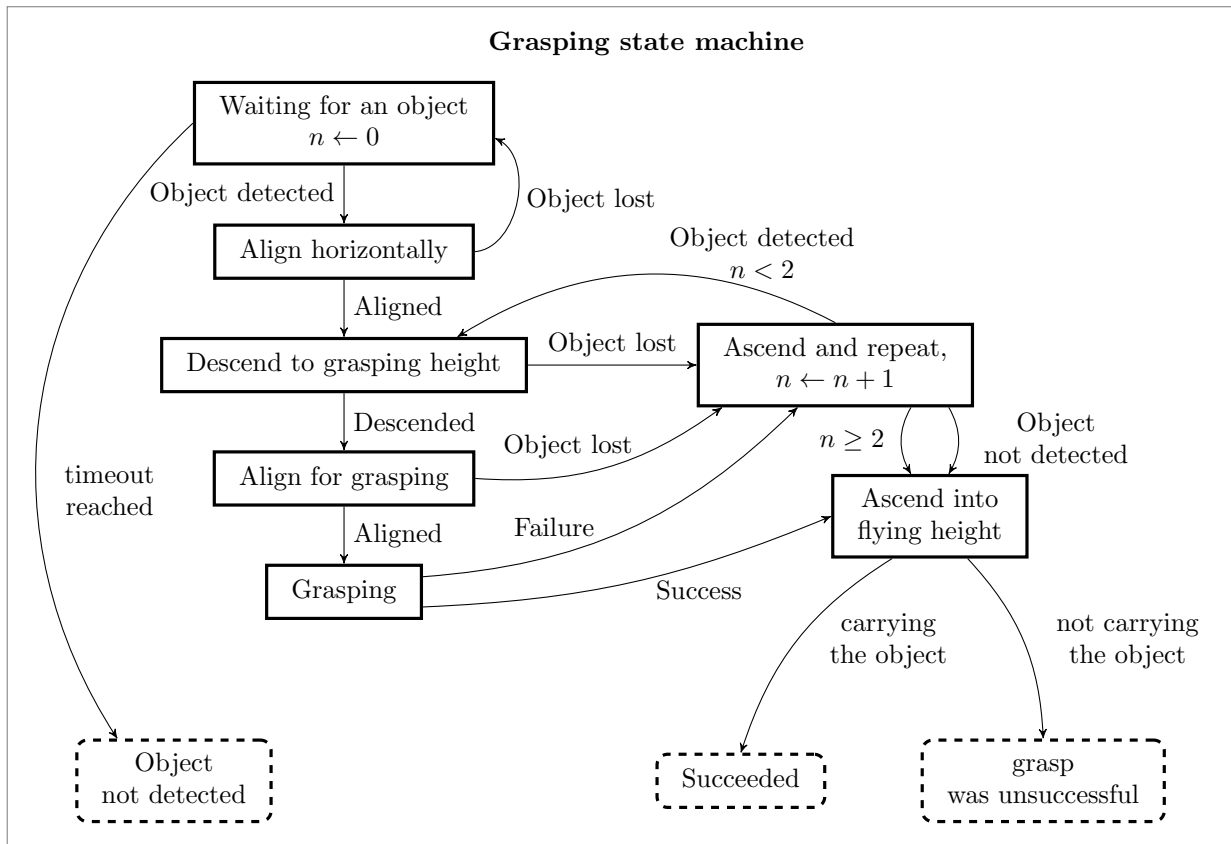 Grasping state machine
Waiting for an object
n ← 0
Object detected
Object lost
Align horizontally
Object detected
n < 2
Aligned
Descend to grasping height
Object lost
Ascend and repeat,
n ← n + 1
Descended
Object lost
n ≥ 2
Object
not detected
Align for grasping
timeout
reached
Ascend into
flying height
Aligned
Failure
Grasping
Success
carrying
the object
not carrying
the object
Object
not detected
Succeeded
grasp
was unsuccessful